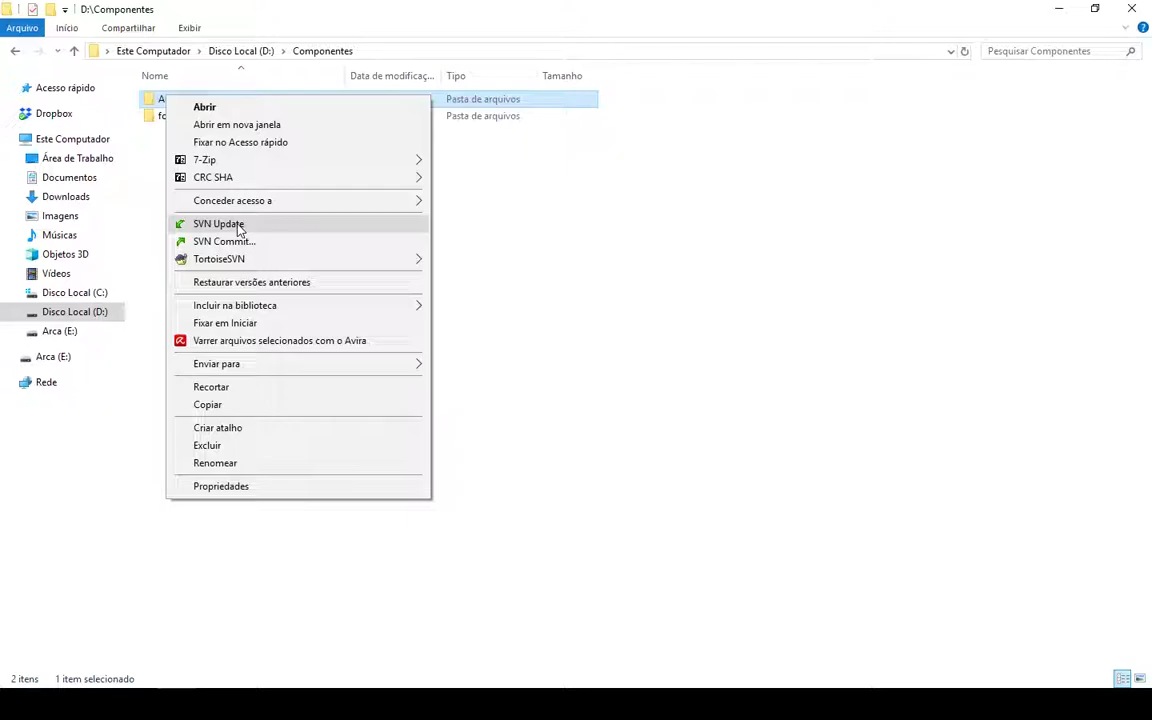 D:\Componentes
Arquivo
Início
Compartilhar
Exibir
Este Computador
Disco Local (D:)
Componentes
Pesquisar Componentes
Nome
Data de modificaç...
Tipo
Tamanho
Acesso rápido
Dropbox
Este Computador
Área de Trabalho
Documentos
Downloads
Imagens
Músicas
Objetos 3D
Vídeos
Disco Local (C:)
Disco Local (D:)
Arca (E:)
Arca (E:)
Rede
Pasta de arquivos
Pasta de arquivos
Abrir
Abrir em nova janela
Fixar no Acesso rápido
7-Zip
CRC SHA
Conceder acesso a
SVN Update
SVN Commit...
TortoiseSVN
Restaurar versões anteriores
Incluir na biblioteca
Fixar em Iniciar
Varrer arquivos selecionados com o Avira
Enviar para
Recortar
Copiar
Criar atalho
Excluir
Renomear
Propriedades
2 itens
1 item selecionado